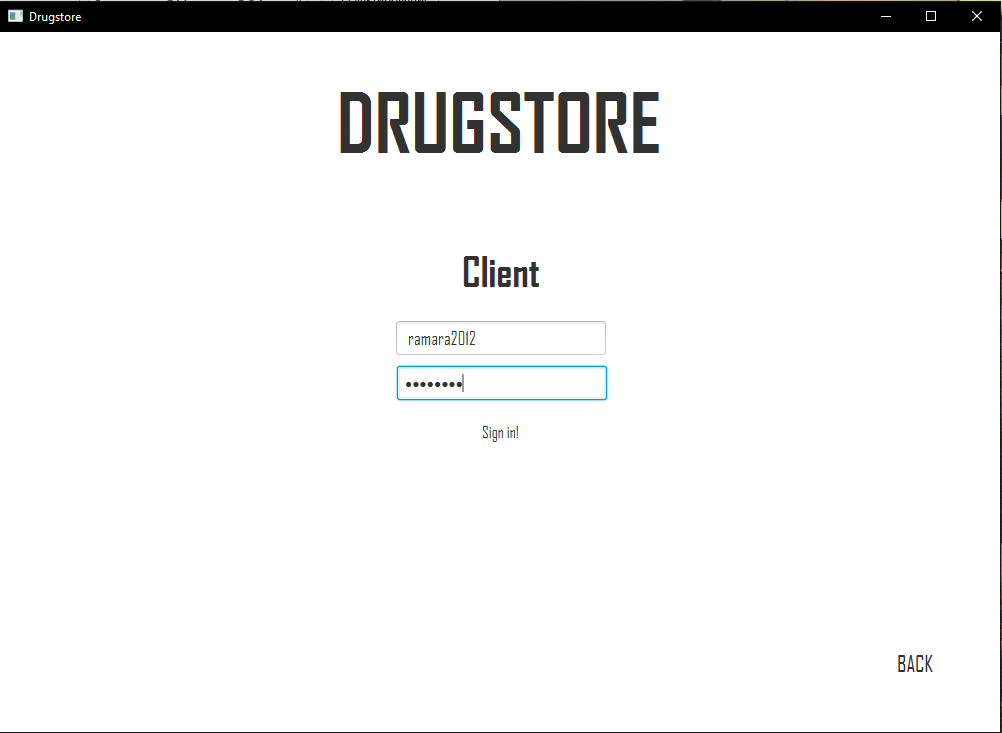 Drugstore
DRUGSTORE
Client
ramara2012
••••••••
Sign in!
BACK